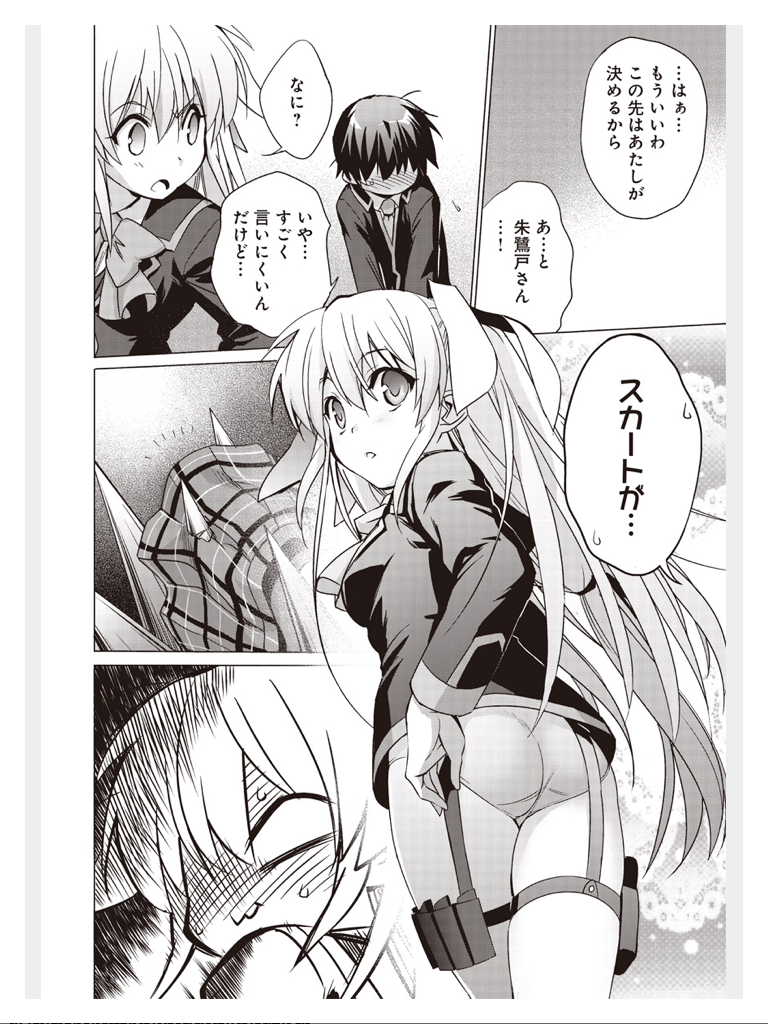 …はぁ…
もういいわ
この先はあたしが
決めるから
あ…と
朱鷺戸さん
…！
なに？
いや…
すごく
言いにくいん
だけど…
スカートが…